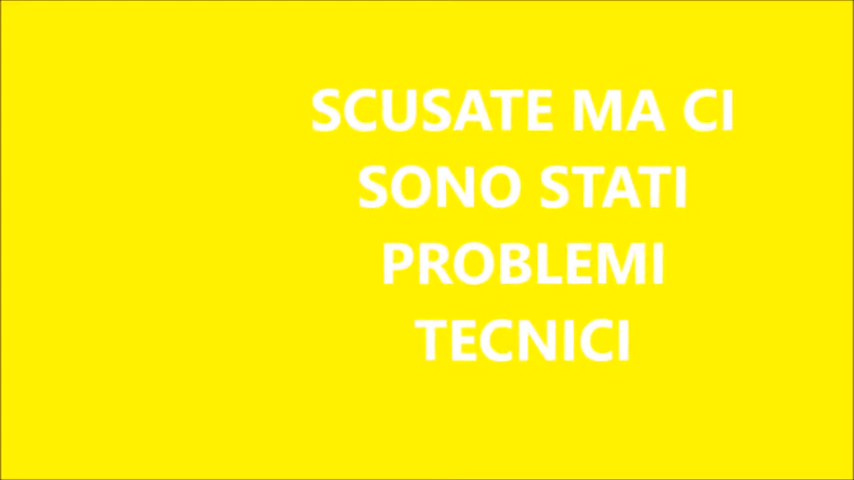 SCUSATE MA CI
SONO STATI
PROBLEMI
TECNICI